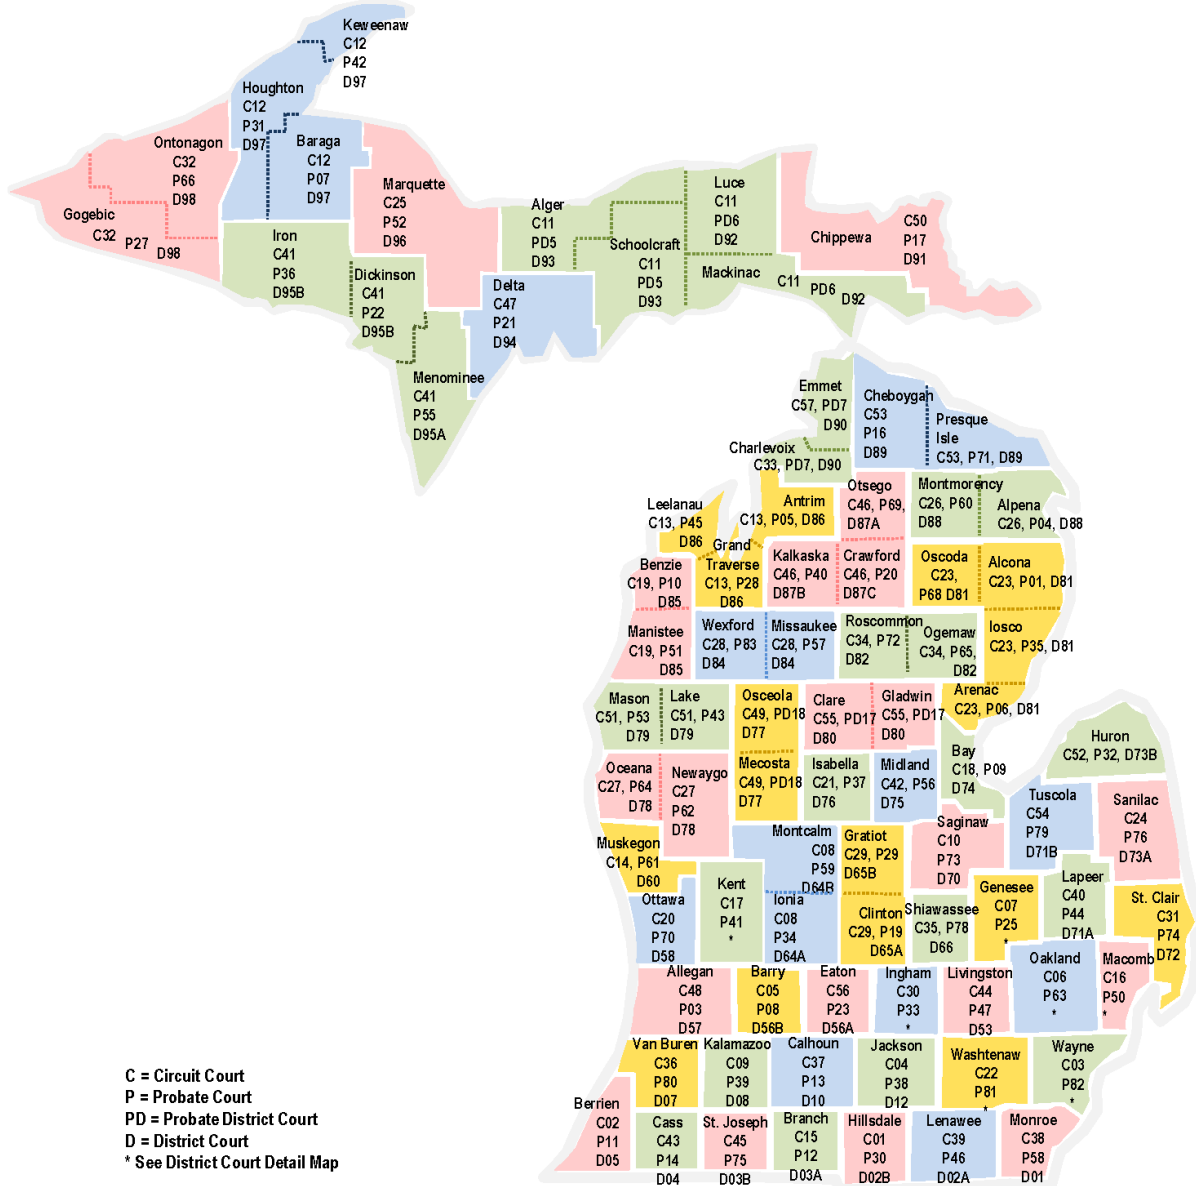 Keweenaw
C12
P42
D97
Houghton
C12
P31
D97
Baraga
C12
P07
D97
Ontonagon
C32
P66
D98
Gogebic
C32
P27
D98
Marquette
C25
P52
D96
Iron
C41
P36
D95B
Dickinson
C41
P22
D95B
Menominee
C41
P55
D95A
Delta
C47
P21
D94
Alger
C11
PD5
D93
Schoolcraft
C11
PD5
D93
Luce
C11
PD6
D92
Mackinac
C11
PD6
D92
Chippewa
C50
P17
D91
Emmet
C57, PD7
D90
Cheboygan
C53
P16
D89
Presque
Isle
C53, P71, D89
Charlevoix
C33, PD7, D90
Leelanau
C13, P45
D86
Antrim
C13, P05, D86
Otsego
C46, P69,
D87A
Montmorency
C26, P60
D88
Alpena
C26, P04, D88
Benzie
C19, P10
D85
Grand
Traverse
C13, P28
D86
Kalkaska
C46, P40
D87B
Crawford
C46, P20
D87C
Oscoda
C23,
P68 D81
Alcona
C23, P01, D81
Manistee
C19, P51
D85
Wexford
C28, P83
D84
Missaukee
C28, P57
D84
Roscommon
C34, P72
D82
Ogemaw
C34, P65,
D82
Iosco
C23, P35, D81
Mason
C51, P53
D79
Lake
C51, P43
D79
Osceola
C49, PD18
D77
Clare
C55, PD17
D80
Gladwin
C55, PD17
D80
Arenac
C23, P06, D81
Oceana
C27, P64
D78
Newaygo
C27
P62
D78
Mecosta
C49, PD18
D77
Isabella
C21, P37
D76
Midland
C42, P56
D75
Bay
C18, P09
D74
Huron
C52, P32, D73B
Muskegon
C14, P61
D60
Montcalm
C08
P59
D64B
Gratiot
C29, P29
D65B
Saginaw
C10
P73
D70
Tuscola
C54
P79
D71B
Sanilac
C24
P76
D73A
Ottawa
C20
P70
D58
Kent
C17
P41
*
Ionia
C08
P34
D64A
Clinton
C29, P19
D65A
Shiawassee
C35, P78
D66
Genesee
C07
P25
*
Lapeer
C40
P44
D71A
St. Clair
C31
P74
D72
Allegan
C48
P03
D57
Barry
C05
P08
D56B
Eaton
C56
P23
D56A
Ingham
C30
P33
*
Livingston
C44
P47
D53
Oakland
C06
P63
*
Macomb
C16
P50
*
Van Buren
C36
P80
D07
Kalamazoo
C09
P39
D08
Calhoun
C37
P13
D10
Jackson
C04
P38
D12
Washtenaw
C22
P81
*
Wayne
C03
P82
*
Berrien
C02
P11
D05
Cass
C43
P14
D04
St. Joseph
C45
P75
D03B
Branch
C15
P12
D03A
Hillsdale
C01
P30
D02B
Lenawee
C39
P46
D02A
Monroe
C38
P58
D01
C = Circuit Court
P = Probate Court
PD = Probate District Court
D = District Court
* See District Court Detail Map